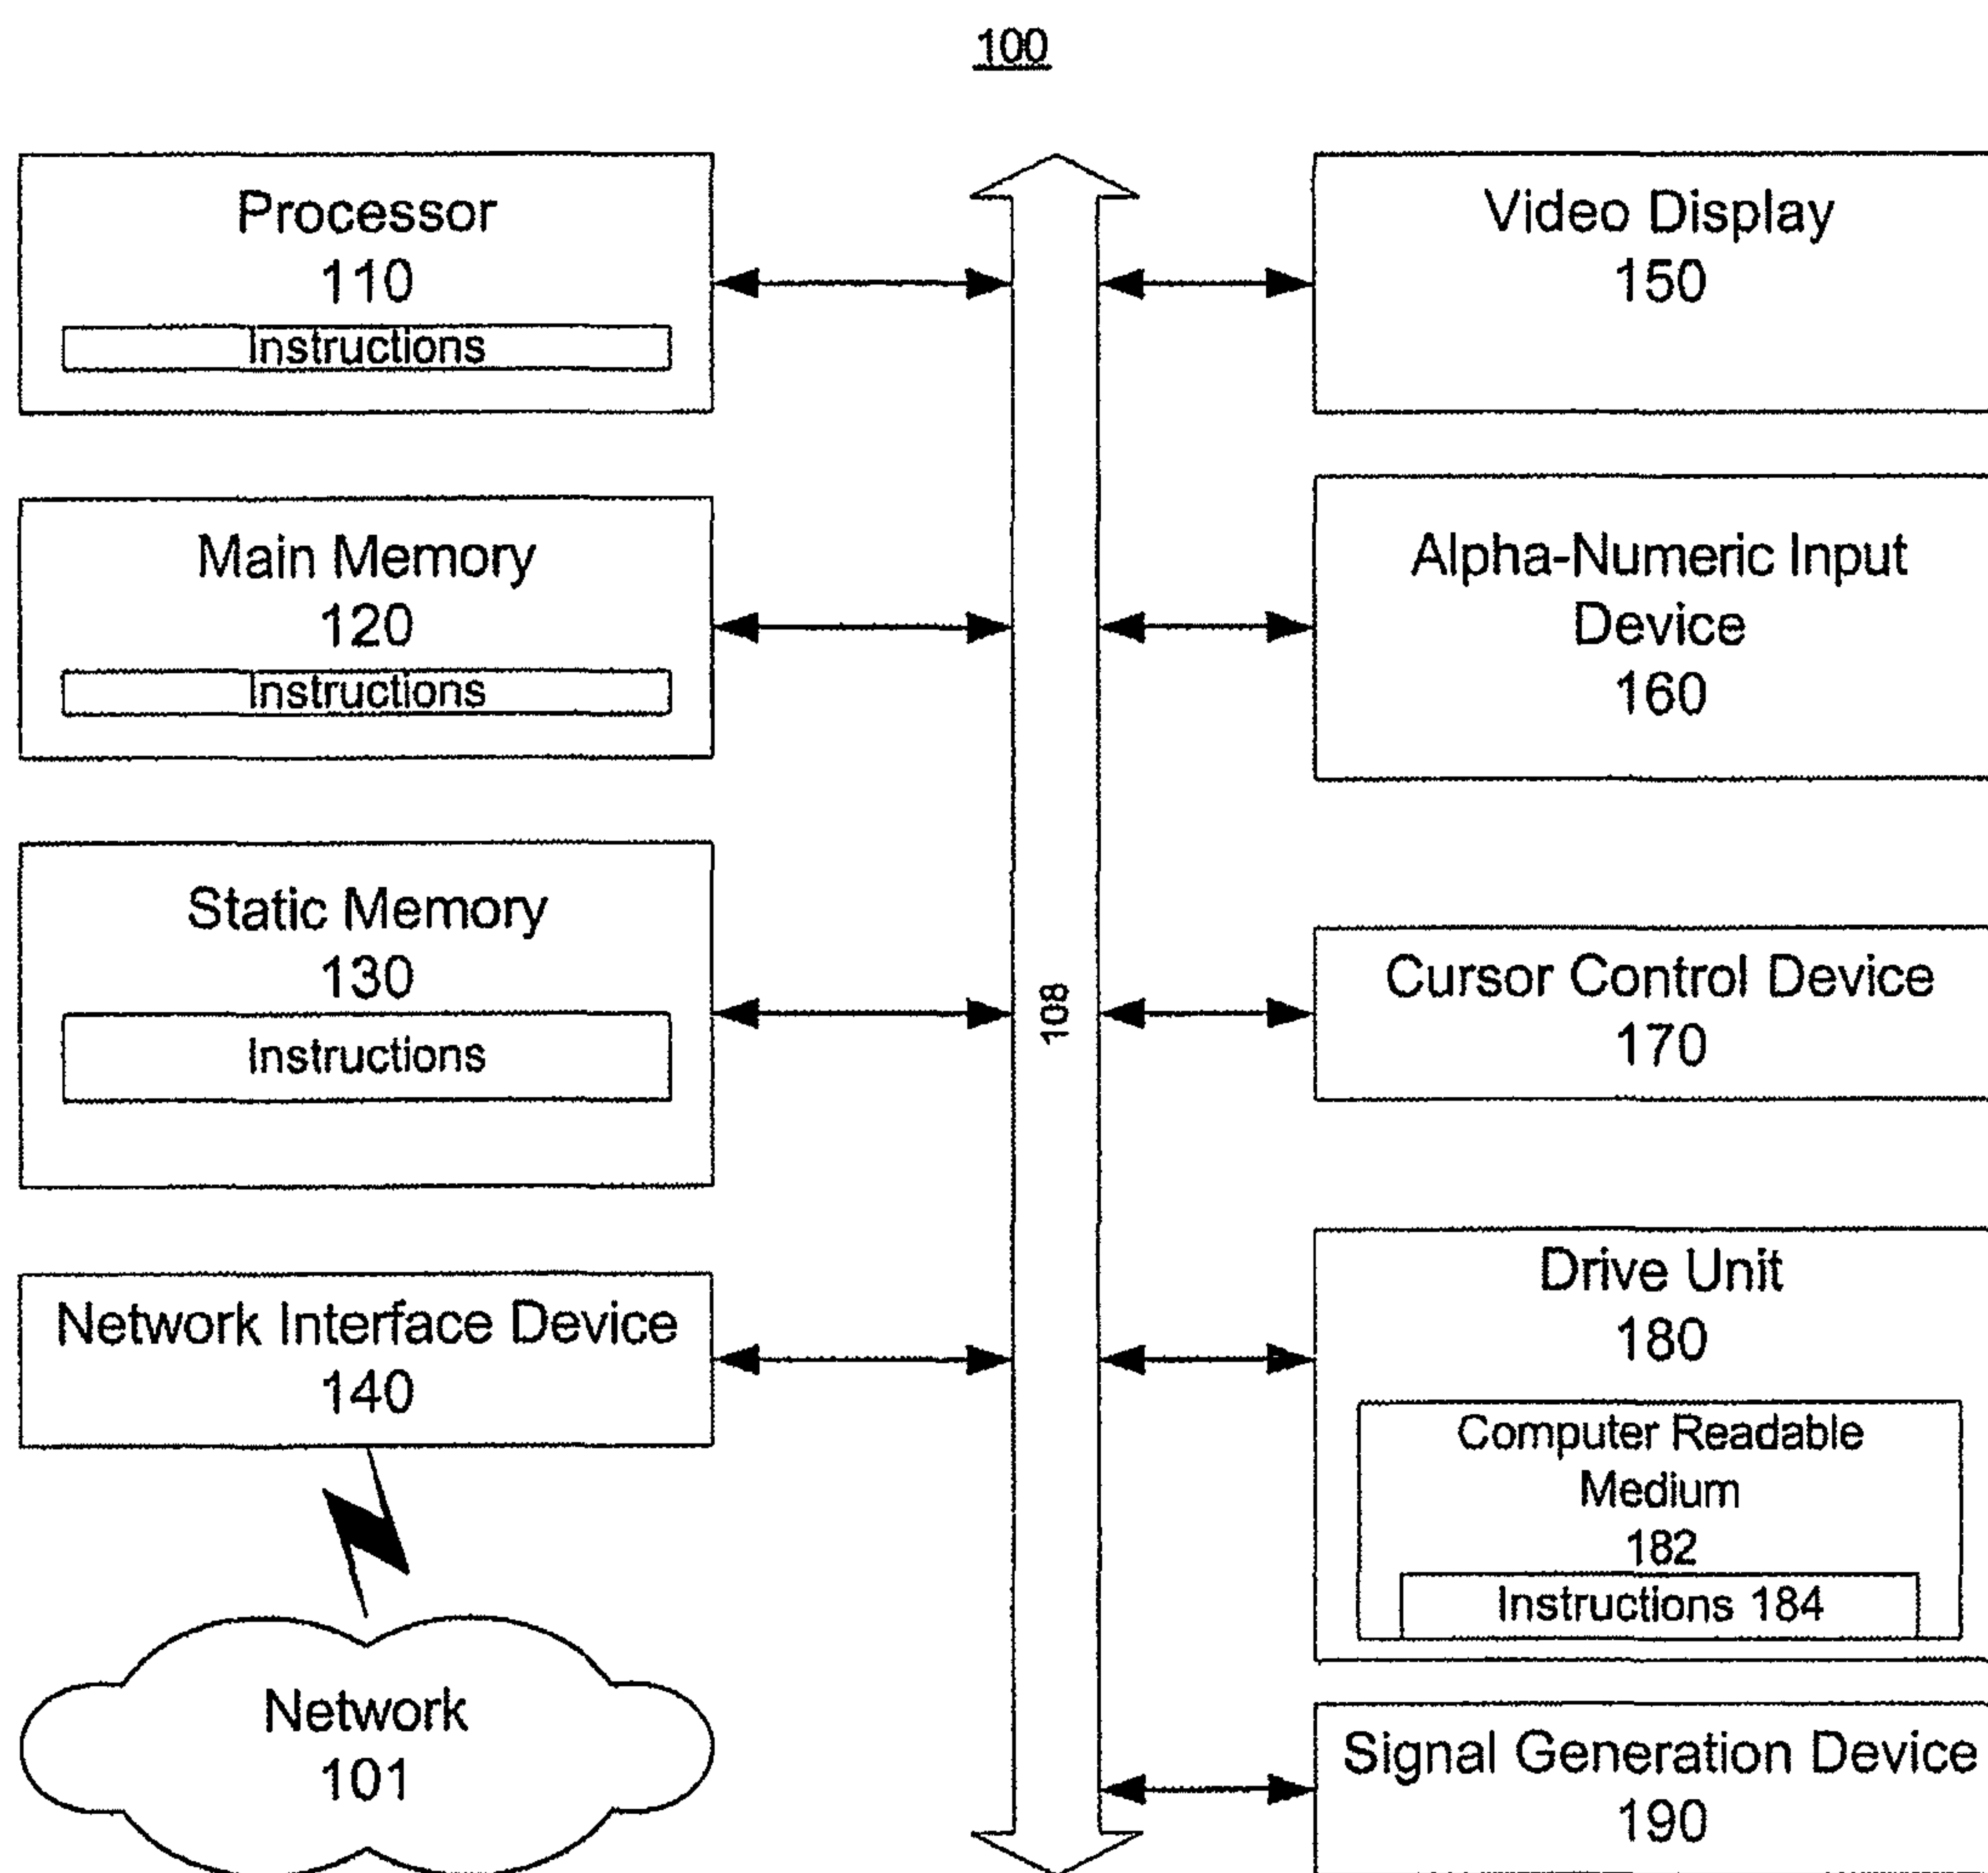 100
Processor
110
Instructions
Main Memory
120
Instructions
Static Memory
130
Instructions
Network Interface Device
140
Network
101
108
Video Display
150
Alpha-Numeric Input
Device
160
Cursor Control Device
170
Drive Unit
180
Computer Readable
Medium
182
Instructions 184
Signal Generation Device
190